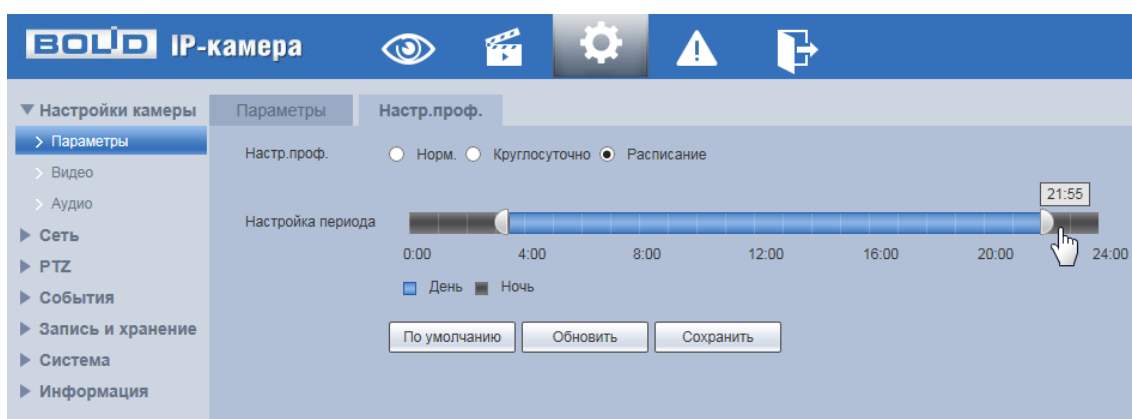 BOLID IP-камера
Настройки камеры
Параметры
Настр.проф.
Параметры
Видео
Аудио
Сеть
PTZ
События
Запись и хранение
Система
Информация
Настр.проф.
Норм.
Круглосуточно
Расписание
21:55
Настройка периода
0:00 4:00 8:00 12:00 16:00 20:00 24:00
День Ночь
По умолчанию
Обновить
Сохранить